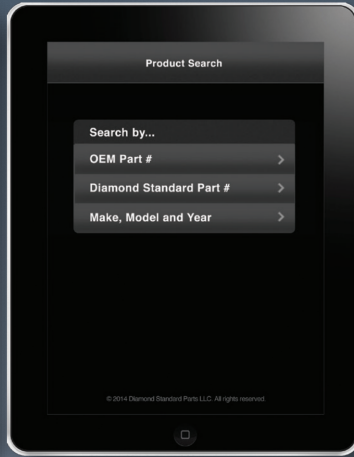 Product Search
Search by...
OEM Part #
Diamond Standard Part #
Make, Model and Year
© 2014 Diamond Standard Parts LLC. All rights reserved.